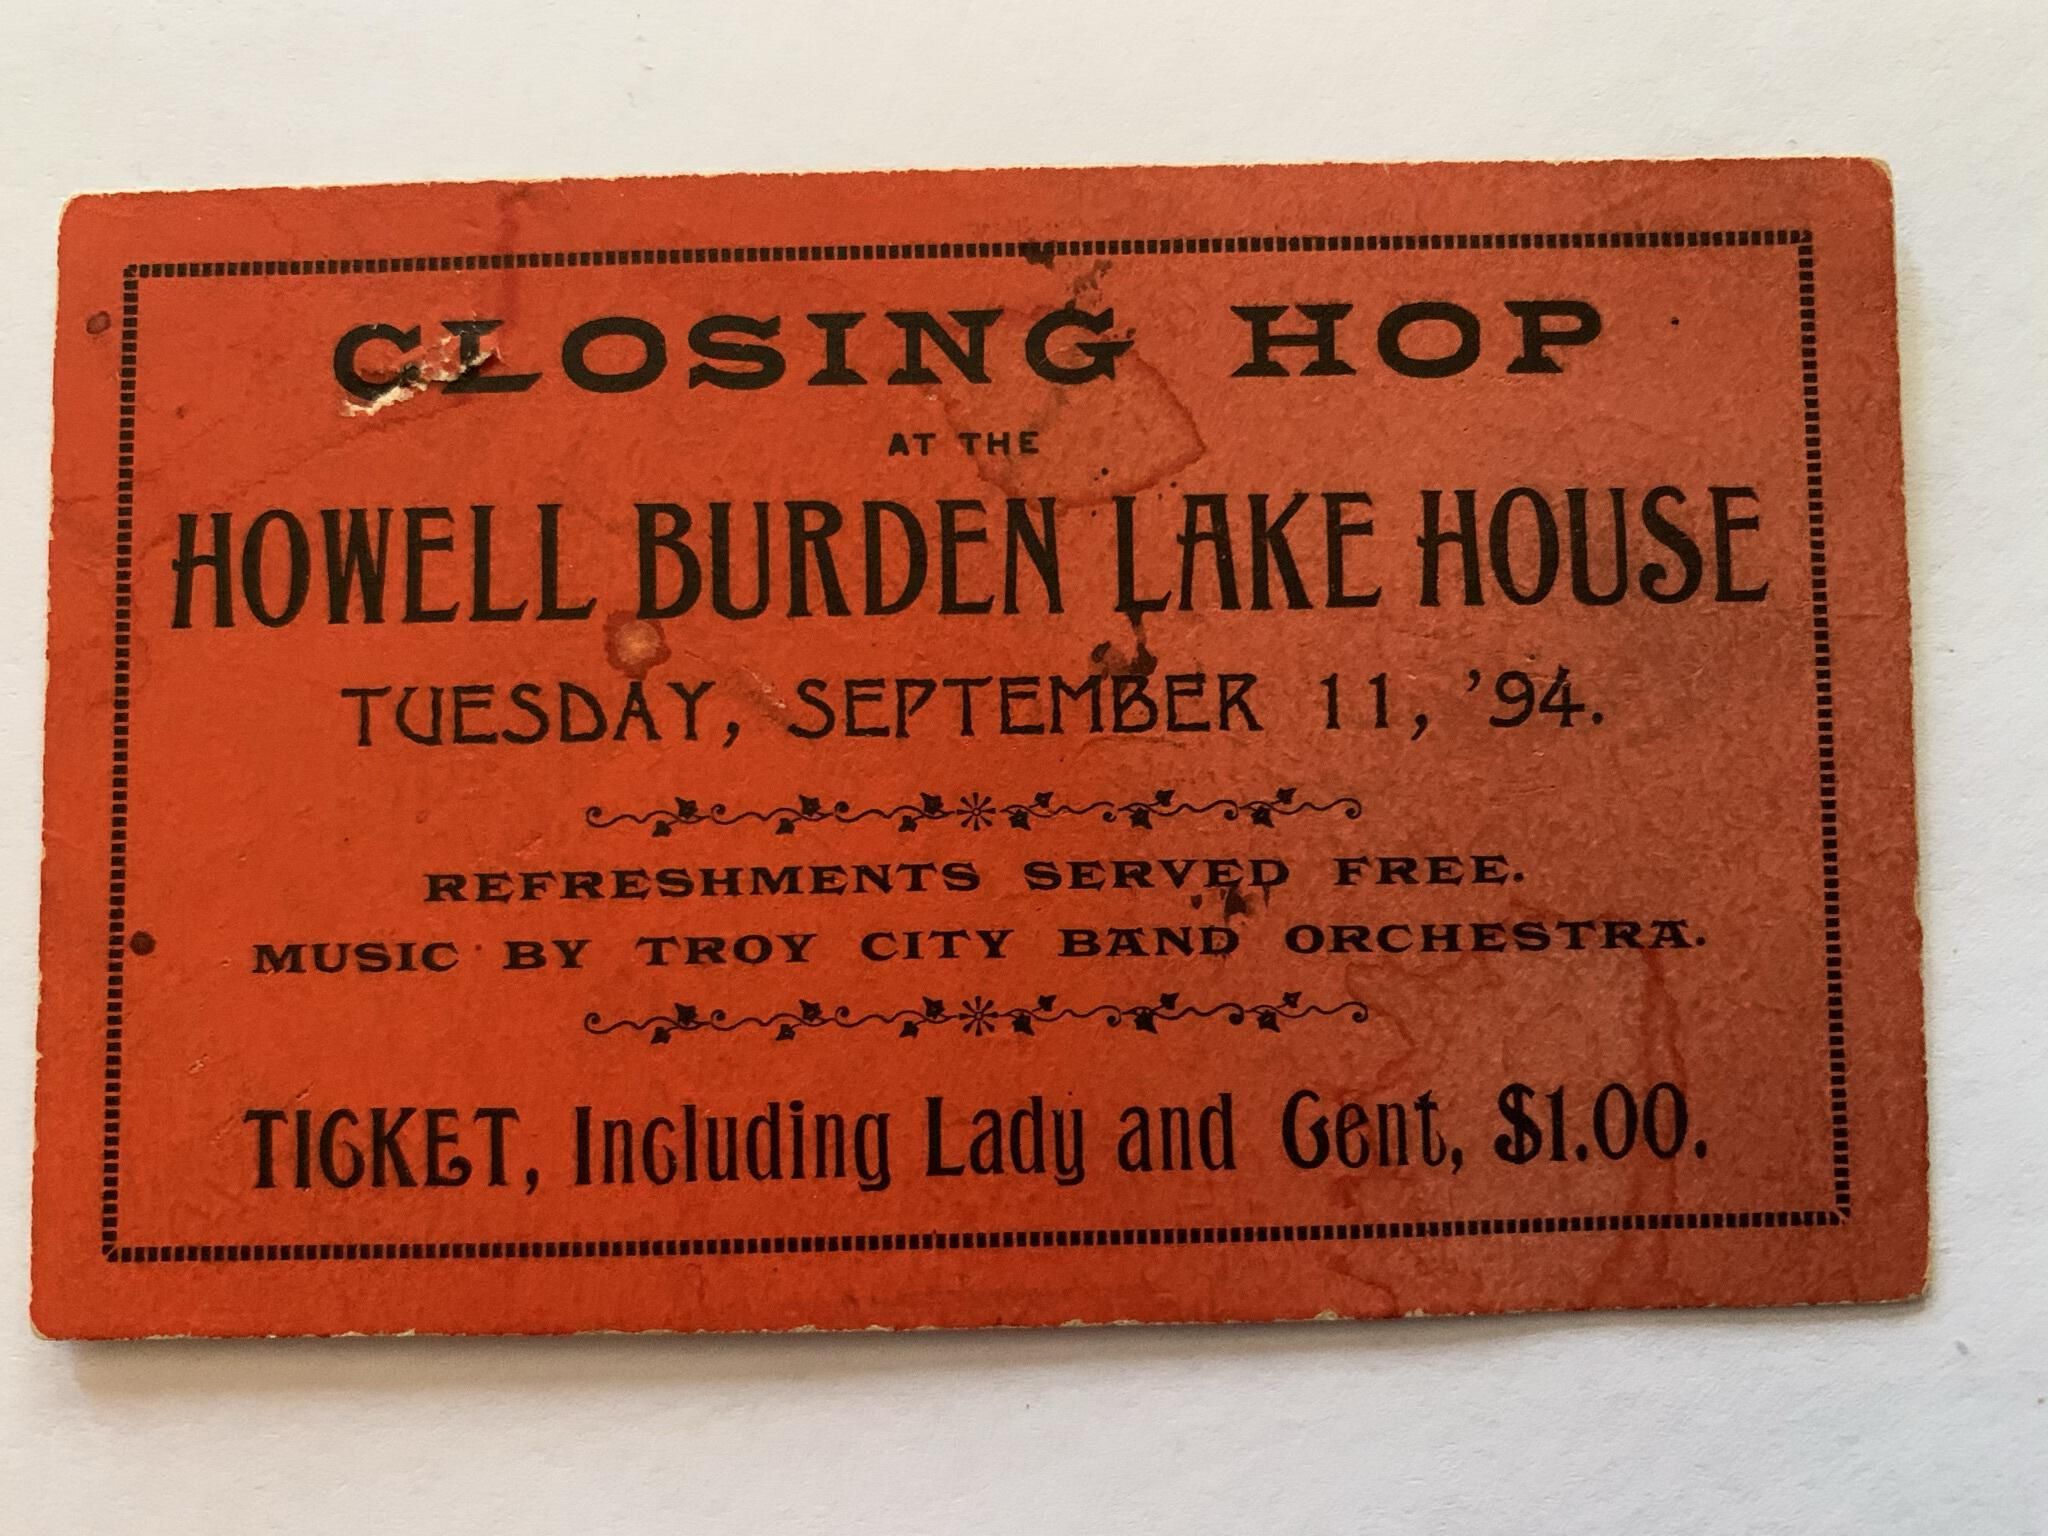 CLOSING HOP
AT THE
HOWELL BURDEN LAKE HOUSE
TUESDAY, SEPTEMBER 11, '94.
REFRESHMENTS SERVED FREE.
MUSIC BY TROY CITY BAND ORCHESTRA.
TICKET, Including Lady and Gent, $1.00.